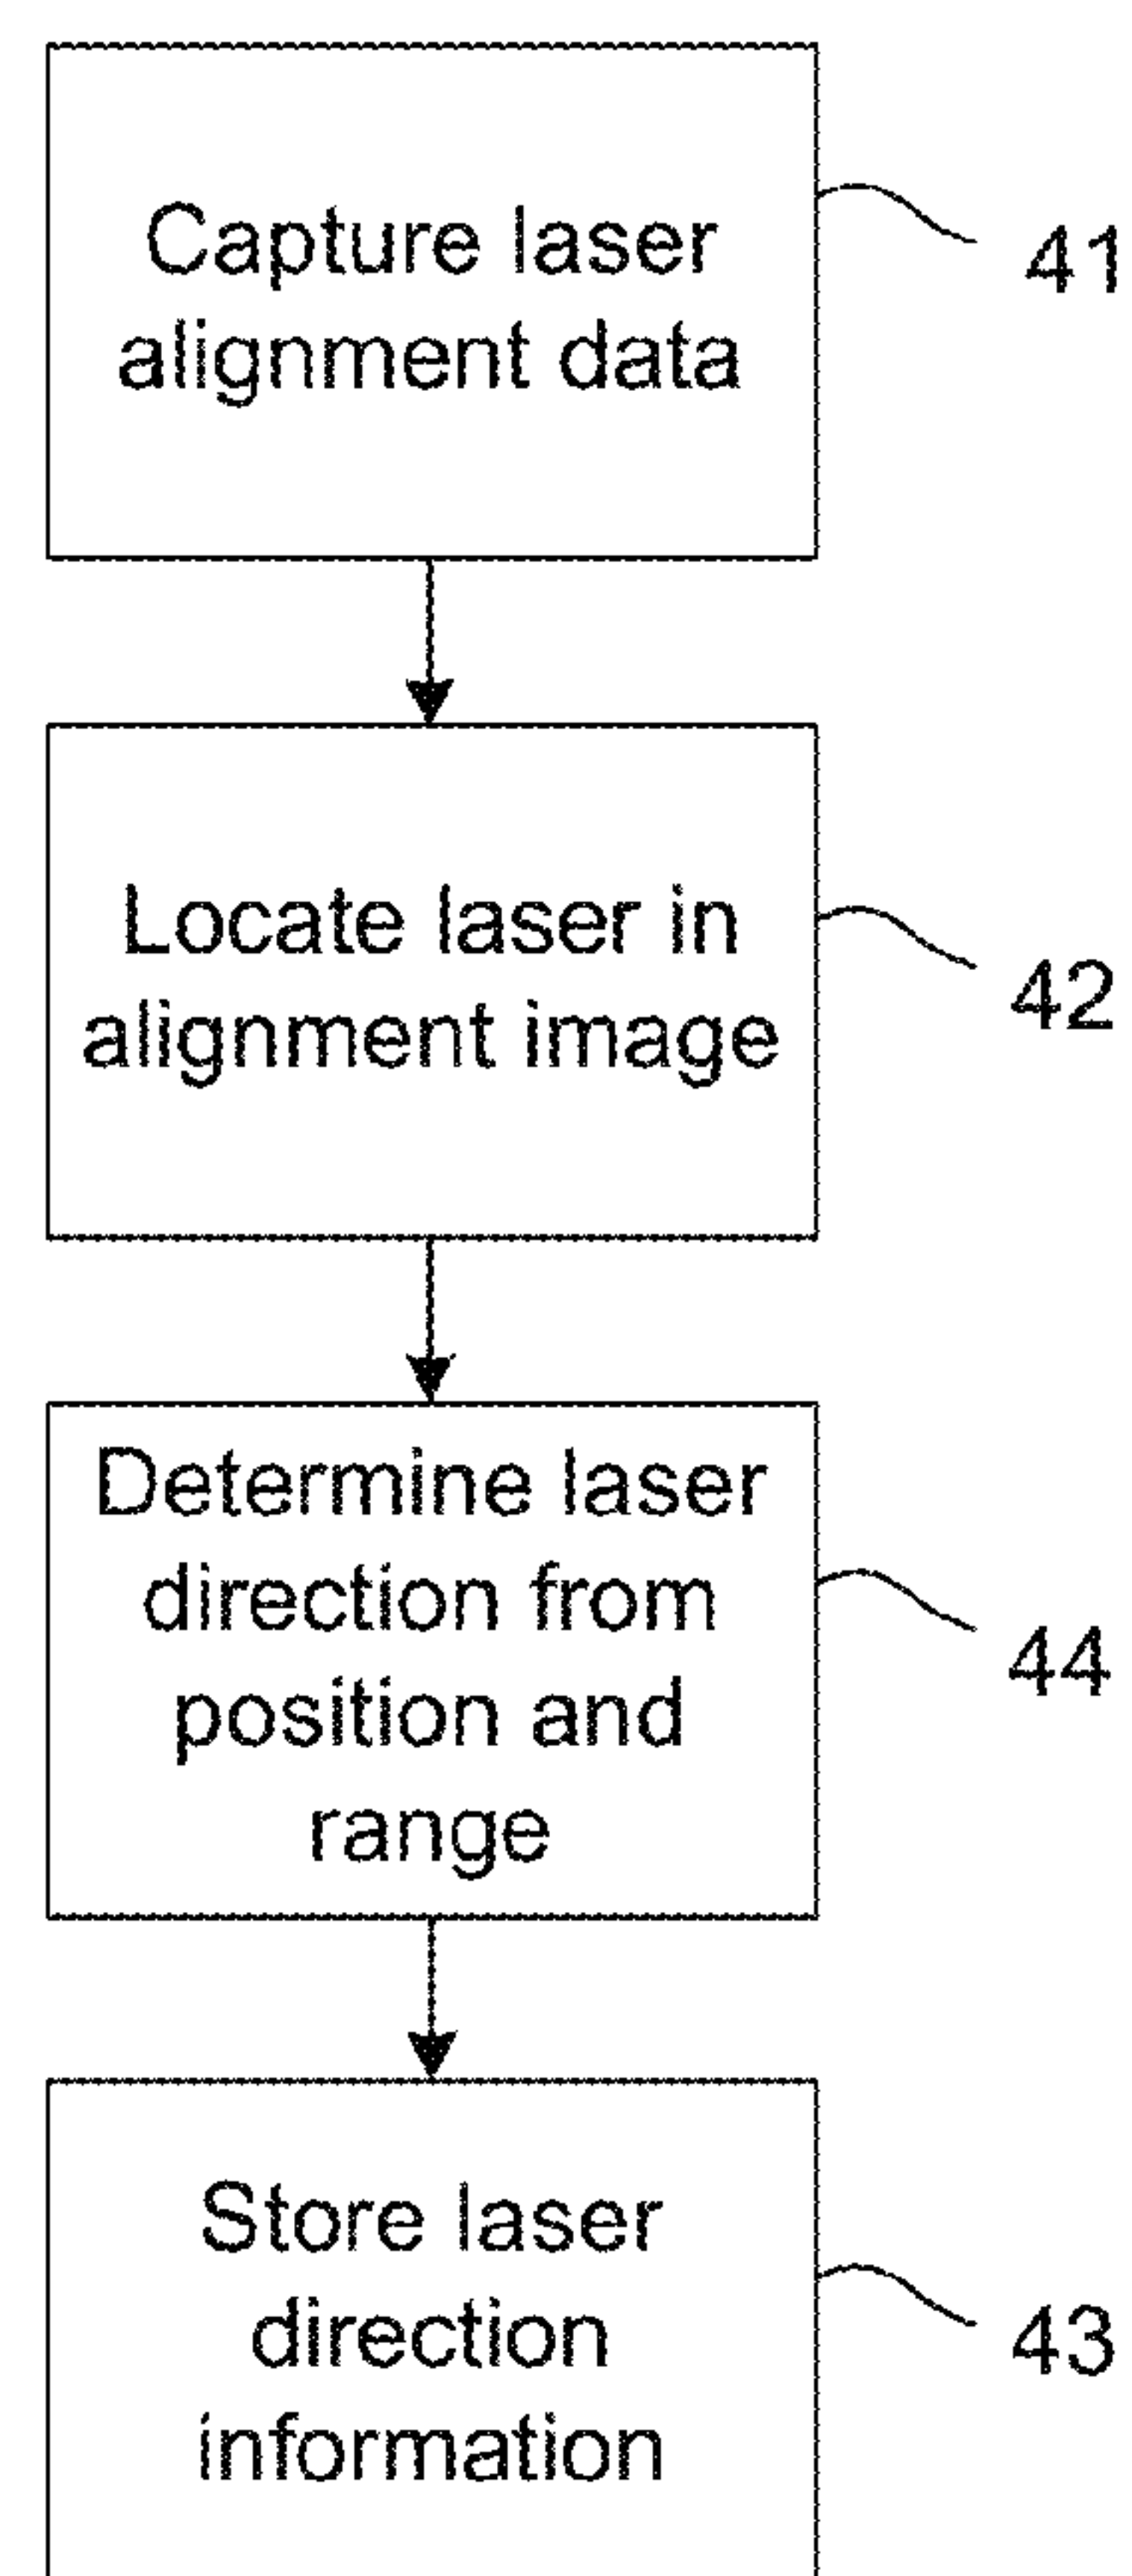 Capture laser
alignment data
41
Locate laser in
alignment image
42
Determine laser
direction from
position and
range
44
Store laser
direction
information
43